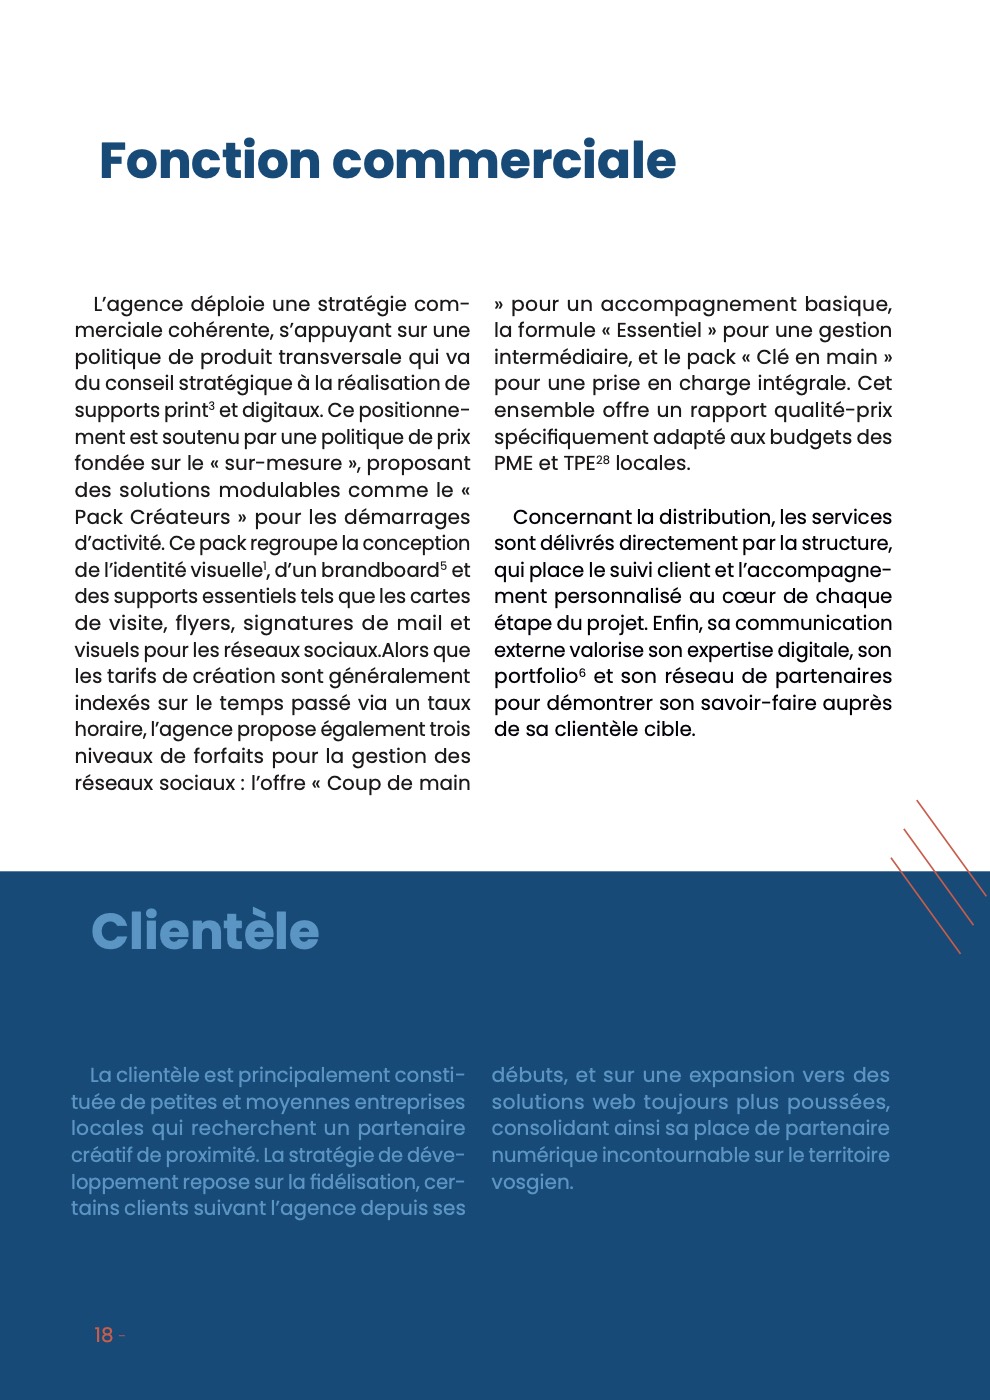 Fonction commerciale
L’agence déploie une stratégie com-
merciale cohérente, s’appuyant sur une
politique de produit transversale qui va
du conseil stratégique à la réalisation de
supports print³ et digitaux. Ce positionne-
ment est soutenu par une politique de prix
fondée sur le « sur-mesure », proposant
des solutions modulables comme le «
Pack Créateurs » pour les démarrages
d’activité. Ce pack regroupe la conception
de l’identité visuelle¹, d’un brandboard⁵ et
des supports essentiels tels que les cartes
de visite, flyers, signatures de mail et
visuels pour les réseaux sociaux.Alors que
les tarifs de création sont généralement
indexés sur le temps passé via un taux
horaire, l’agence propose également trois
niveaux de forfaits pour la gestion des
réseaux sociaux : l’offre « Coup de main
» pour un accompagnement basique,
la formule « Essentiel » pour une gestion
intermédiaire, et le pack « Clé en main »
pour une prise en charge intégrale. Cet
ensemble offre un rapport qualité-prix
spécifiquement adapté aux budgets des
PME et TPE²⁸ locales.
Concernant la distribution, les services
sont délivrés directement par la structure,
qui place le suivi client et l’accompagne-
ment personnalisé au cœur de chaque
étape du projet. Enfin, sa communication
externe valorise son expertise digitale, son
portfolio⁶ et son réseau de partenaires
pour démontrer son savoir-faire auprès
de sa clientèle cible.
Clientèle
La clientèle est principalement consti-
tuée de petites et moyennes entreprises
locales qui recherchent un partenaire
créatif de proximité. La stratégie de déve-
loppement repose sur la fidélisation, cer-
tains clients suivant l’agence depuis ses
débuts, et sur une expansion vers des
solutions web toujours plus poussées,
consolidant ainsi sa place de partenaire
numérique incontournable sur le territoire
vosgien.
18 -